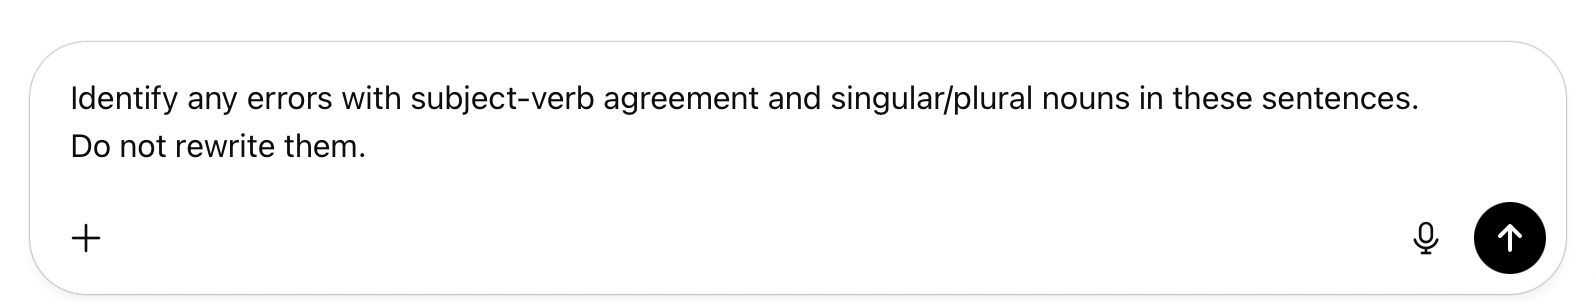 Identify any errors with subject-verb agreement and singular/plural nouns in these sentences.
Do not rewrite them.